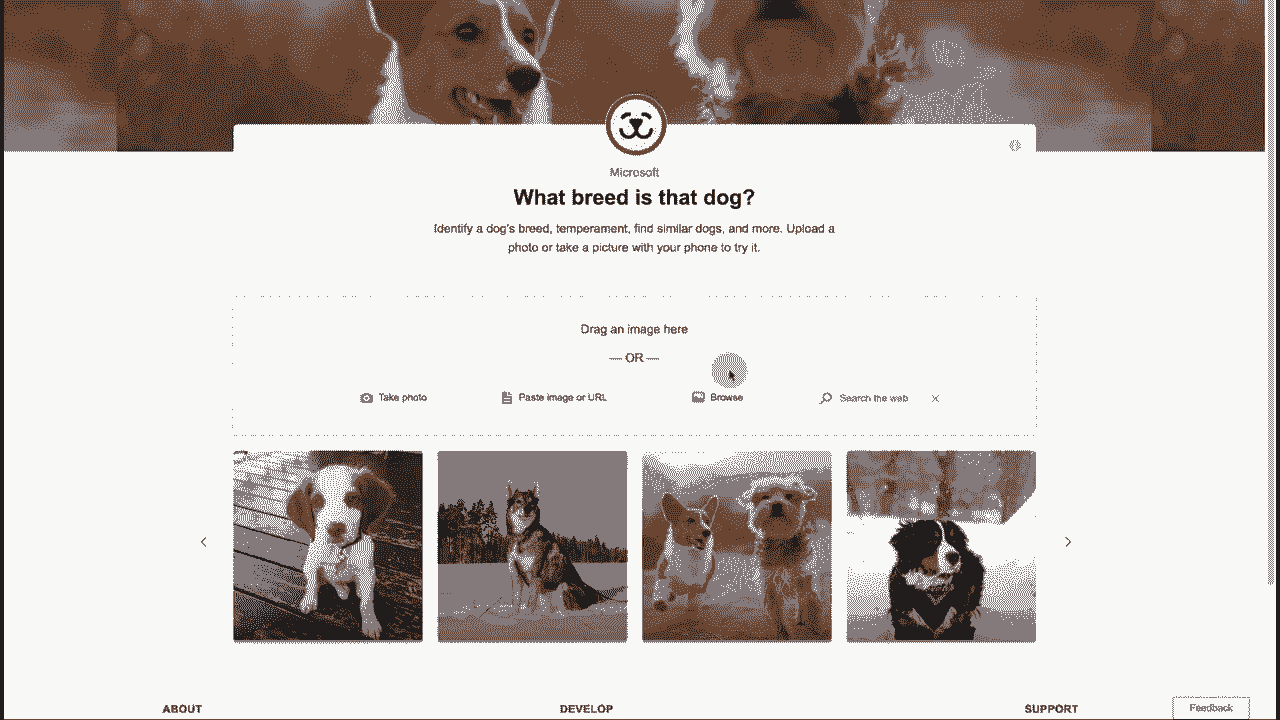 Microsoft
What breed is that dog?
Identify a dog's breed, temperament, find similar dogs, and more. Upload a
photo or take a picture with your phone to try it.
Drag an image here
— OR —
Take photo
Paste image or URL
Browse
Search the web
ABOUT
DEVELOP
SUPPORT
Feedback